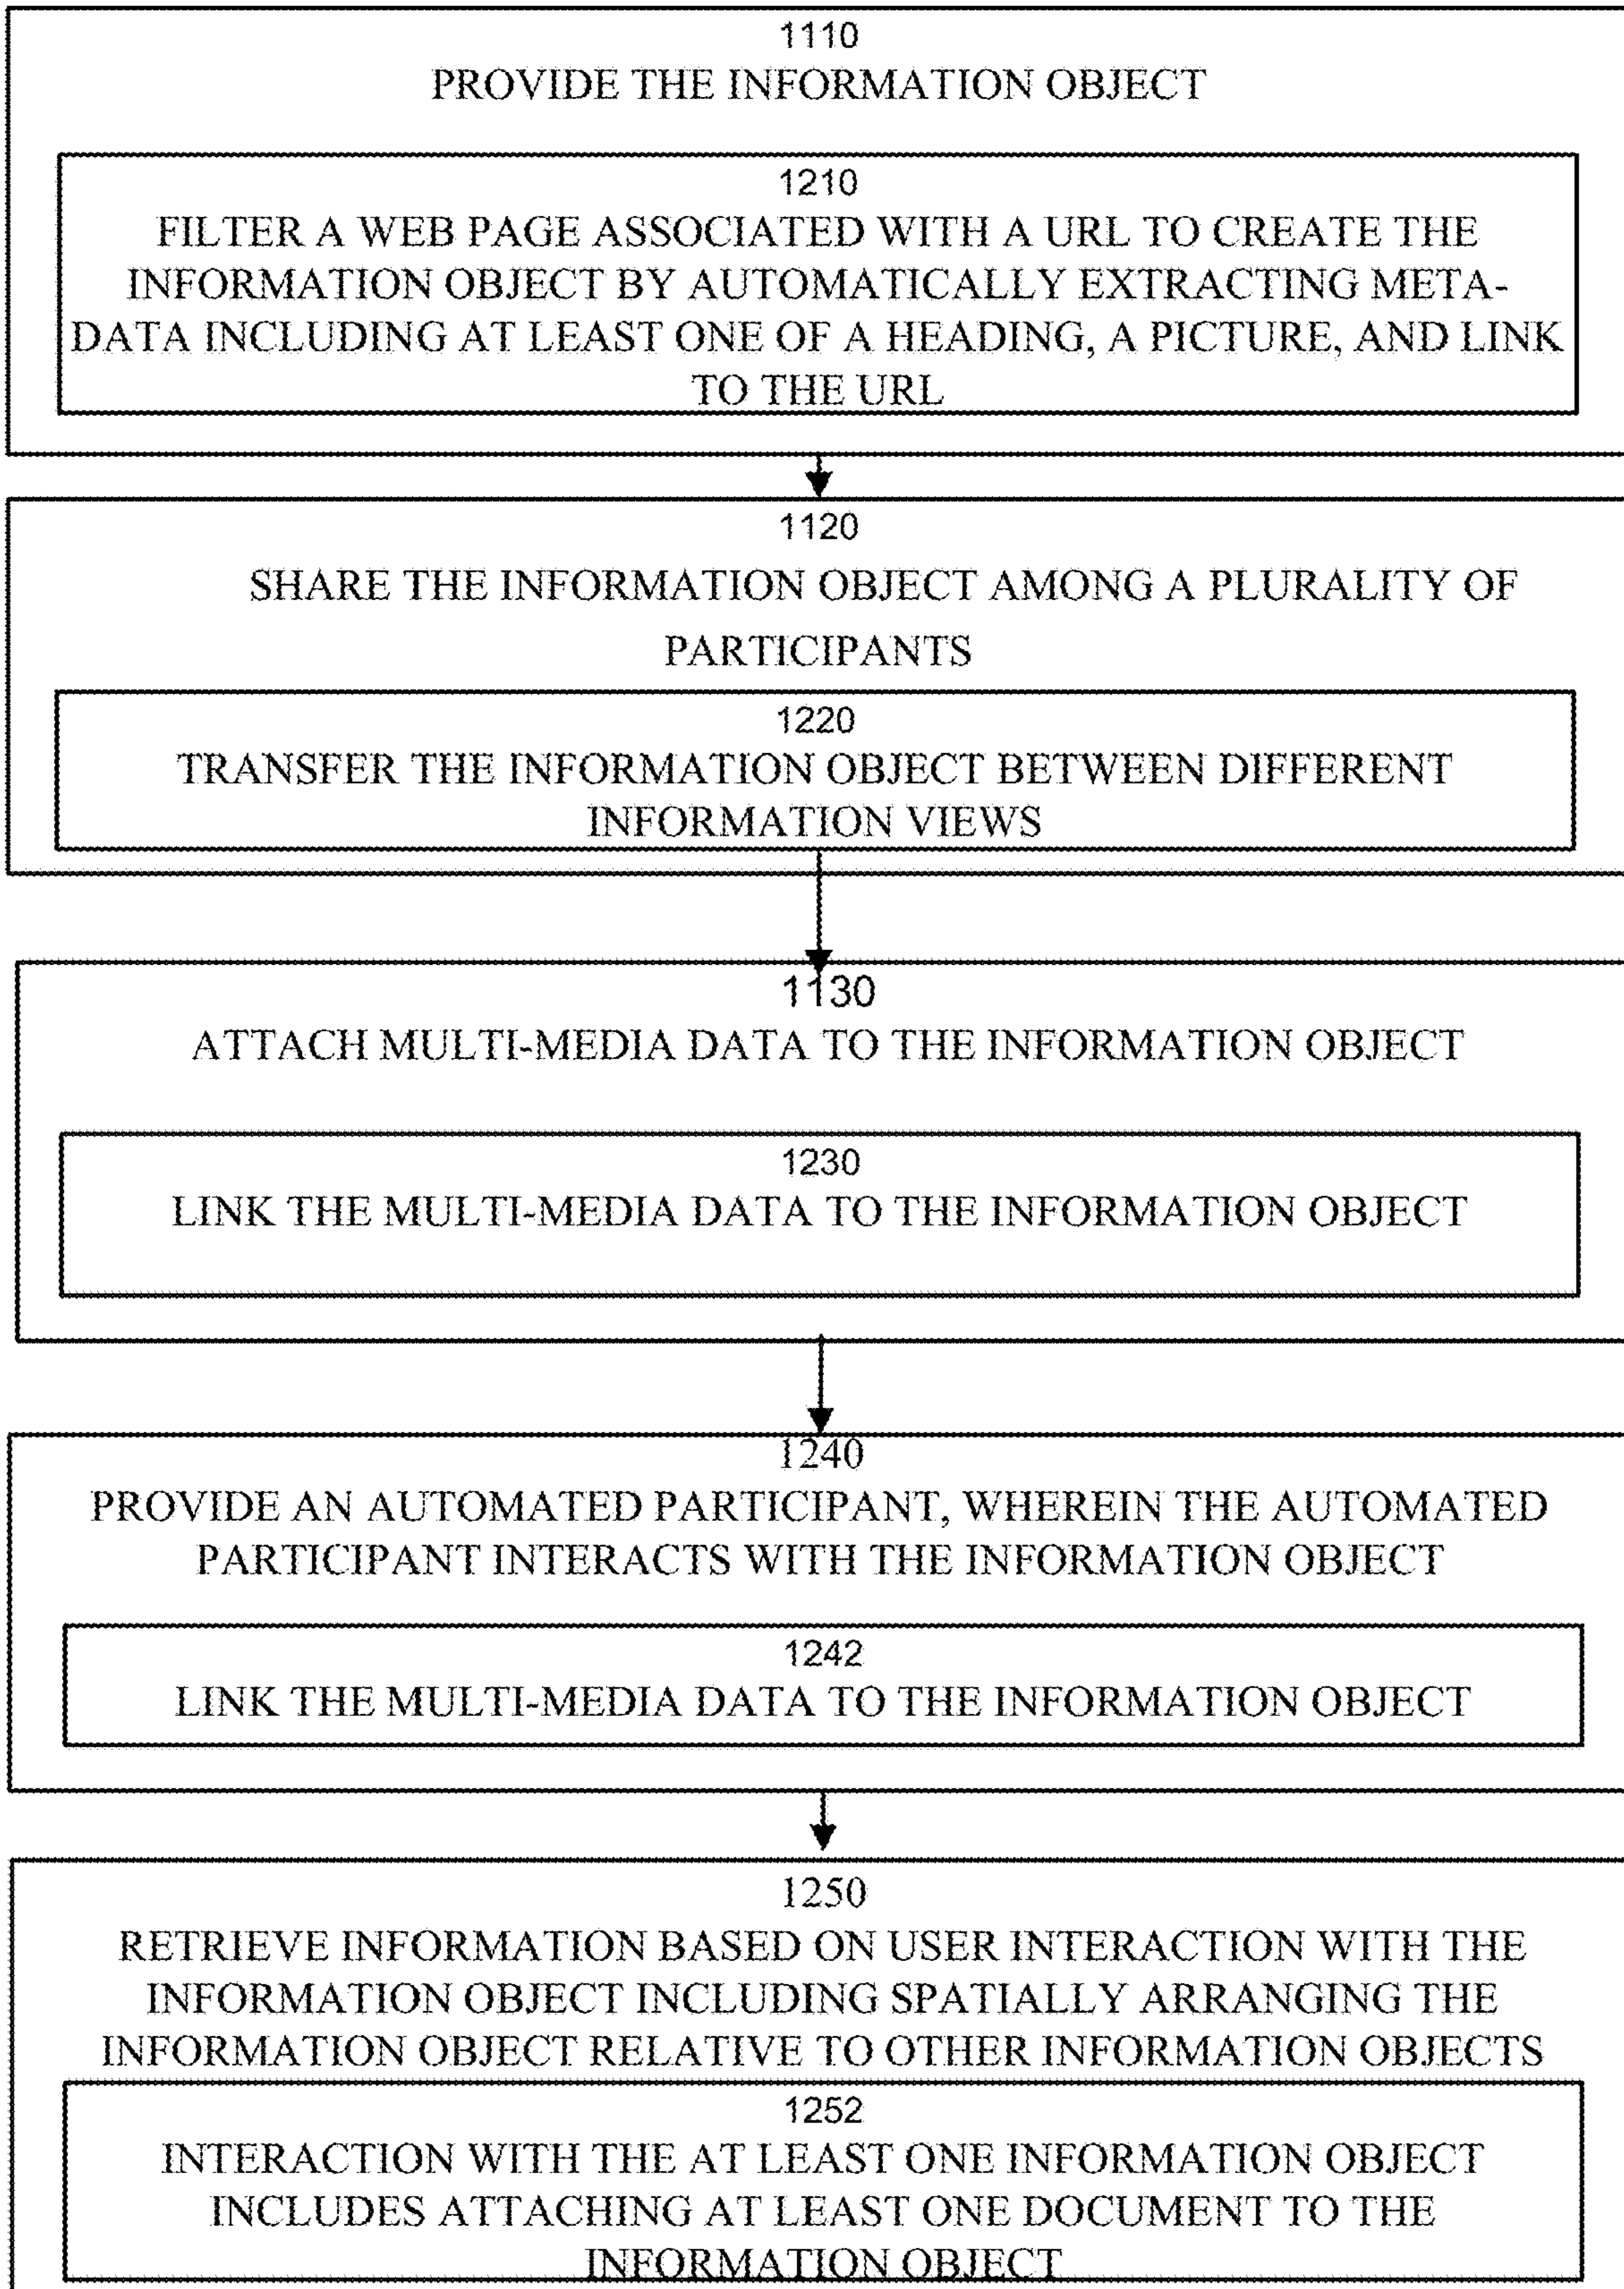 1110
PROVIDE THE INFORMATION OBJECT
1210
FILTER A WEB PAGE ASSOCIATED WITH A URL TO CREATE THE
INFORMATION OBJECT BY AUTOMATICALLY EXTRACTING META-
DATA INCLUDING AT LEAST ONE OF A HEADING, A PICTURE, AND LINK
TO THE URL
1120
SHARE THE INFORMATION OBJECT AMONG A PLURALITY OF
PARTICIPANTS
1220
TRANSFER THE INFORMATION OBJECT BETWEEN DIFFERENT
INFORMATION VIEWS
1130
ATTACH MULTI-MEDIA DATA TO THE INFORMATION OBJECT
1230
LINK THE MULTI-MEDIA DATA TO THE INFORMATION OBJECT
1240
PROVIDE AN AUTOMATED PARTICIPANT, WHEREIN THE AUTOMATED
PARTICIPANT INTERACTS WITH THE INFORMATION OBJECT
1242
LINK THE MULTI-MEDIA DATA TO THE INFORMATION OBJECT
1250
RETRIEVE INFORMATION BASED ON USER INTERACTION WITH THE
INFORMATION OBJECT INCLUDING SPATIALLY ARRANGING THE
INFORMATION OBJECT RELATIVE TO OTHER INFORMATION OBJECTS
1252
INTERACTION WITH THE AT LEAST ONE INFORMATION OBJECT
INCLUDES ATTACHING AT LEAST ONE DOCUMENT TO THE
INFORMATION OBJECT